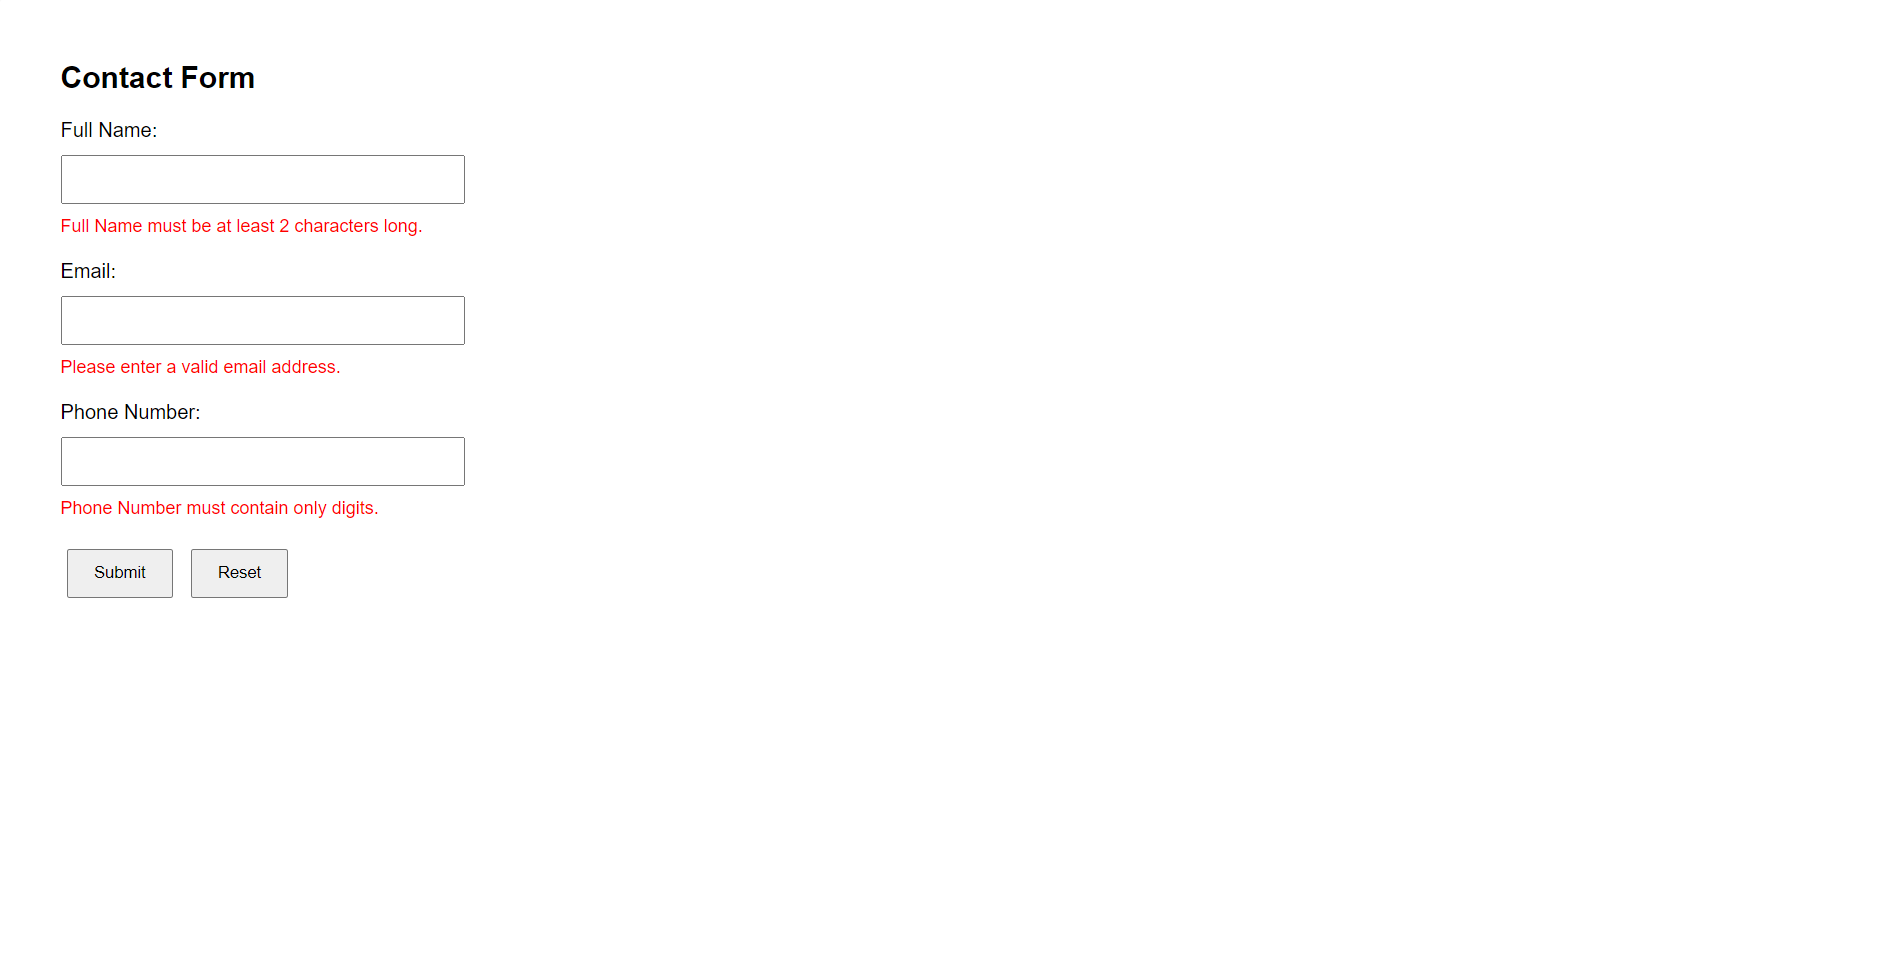 Contact Form
Full Name:
Full Name must be at least 2 characters long.
Email:
Please enter a valid email address.
Phone Number:
Phone Number must contain only digits.
Submit Reset